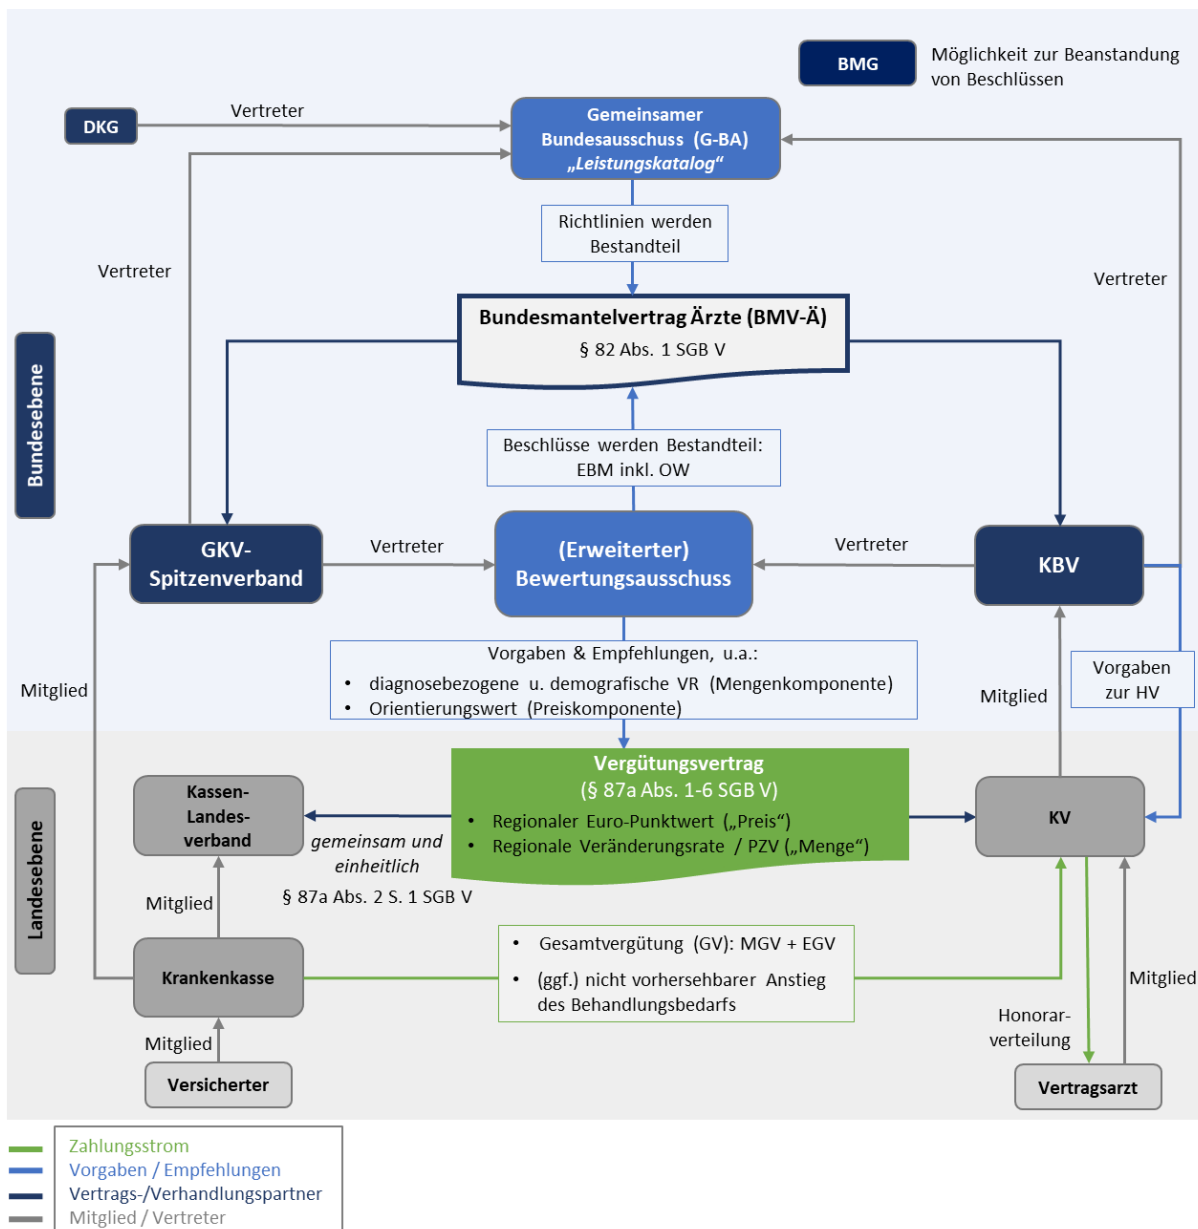 BMG
Möglichkeit zur Beanstandung
von Beschlüssen
DKG
Vertreter
Gemeinsamer
Bundesausschuss (G-BA)
„Leistungskatalog“
Richtlinien werden
Bestandteil
Vertreter
Vertreter
Bundesmantelvertrag Ärzte (BMV-Ä)
§ 82 Abs. 1 SGB V
Bundesebene
Beschlüsse werden Bestandteil:
EBM inkl. OW
GKV-
Spitzenverband
Vertreter
(Erweiterter)
Bewertungsausschuss
Vertreter
KBV
Vorgaben & Empfehlungen, u.a.:
• diagnosebezogene u. demografische VR (Mengenkomponente)
• Orientierungswert (Preiskomponente)
Mitglied
Mitglied
Vorgaben
zur HV
Landesebene
Kassen-
Landes-
verband
gemeinsam und
einheitlich
§ 87a Abs. 2 S. 1 SGB V
Vergütungsvertrag
(§ 87a Abs. 1-6 SGB V)
• Regionaler Euro-Punktwert („Preis“)
• Regionale Veränderungsrate / PZV („Menge“)
KV
Mitglied
Krankenkasse
• Gesamtvergütung (GV): MGV + EGV
• (ggf.) nicht vorhersehbarer Anstieg
des Behandlungsbedarfs
Mitglied
Honorar-
verteilung
Mitglied
Versicherter
Vertragsarzt
Zahlungsstrom
Vorgaben / Empfehlungen
Vertrags-/Verhandlungspartner
Mitglied / Vertreter